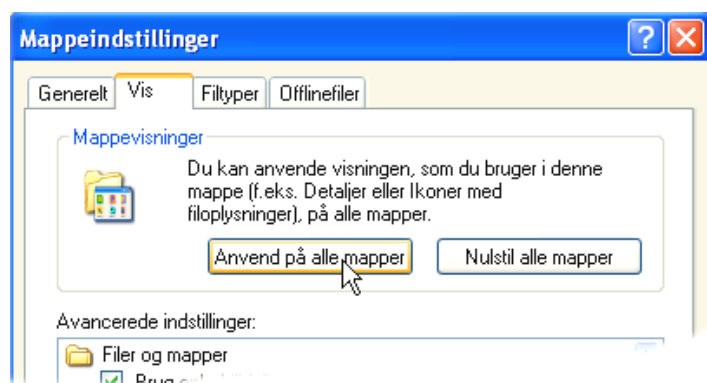 Mappeindstillinger
Generelt Vis Filtyper Offlinefiler
Mappevisninger
Du kan anvende visningen, som du bruger i denne
mappe (f.eks. Detaljer eller Ikoner med
filoplysninger), på alle mapper.
Anvend på alle mapper Nulstil alle mapper
Avancerede indstillinger:
Filer og mapper
Brug